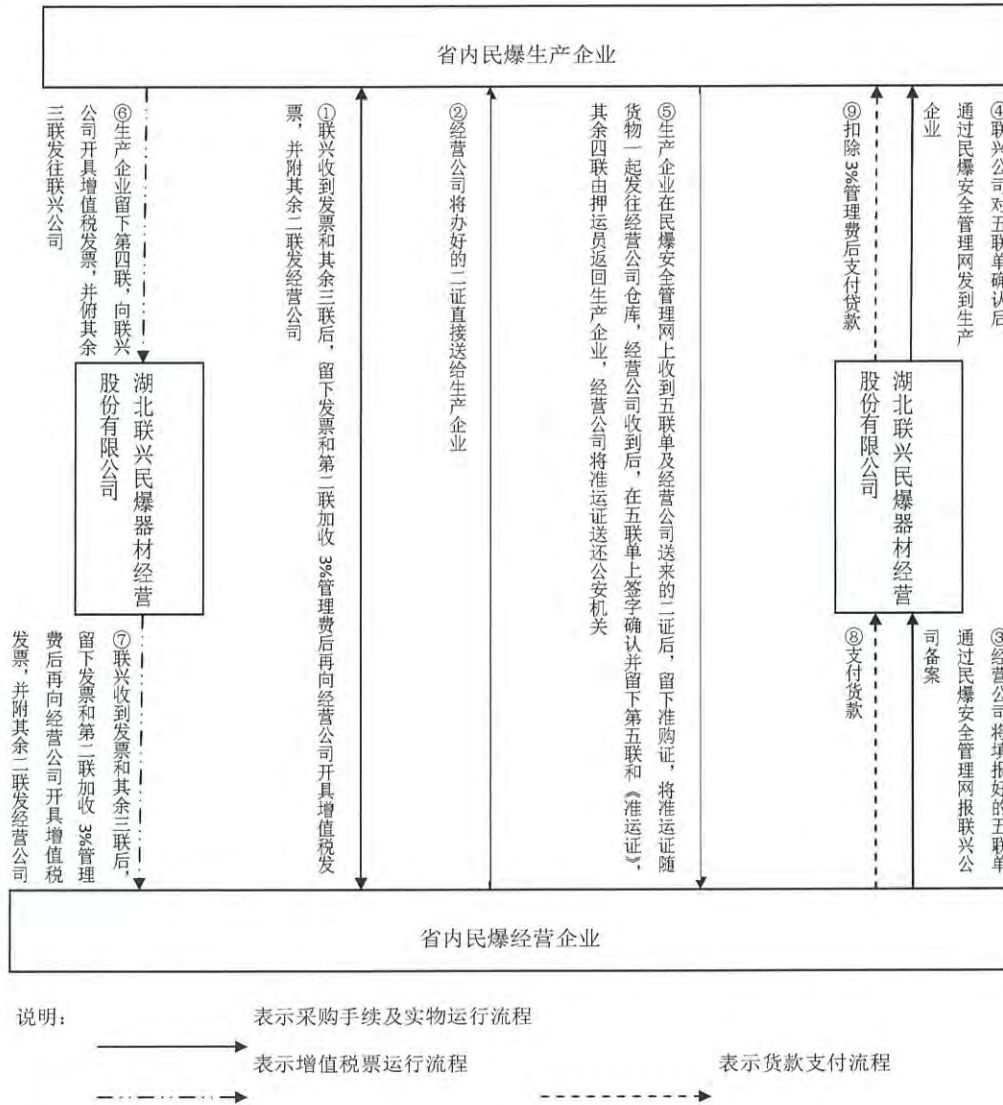 省内民爆生产企业
⑥生产企业留下第四联，向联兴
公司开具增值税发票，并俯其余
三联发往联兴公司
①联兴收到发票和其余三联后，留下发票和第二联加收 3%管理费后再向经营公司开具增值税发
票，并附其余二联发经营公司
②经营公司将办好的二证直接送给生产企业
⑤生产企业在民爆安全管理网上收到五联单及经营公司送来的二证后，留下准购证，将准运证随
货物一起发往经营公司仓库，经营公司收到后，在五联单上签字确认并留下第五联和《准运证》，
其余四联由押运员返回生产企业，经营公司将准运证送还公安机关
⑨扣除 3%管理费后支付贷款
④联兴公司对五联单确认后
通过民爆安全管理网发到生产
企业
湖北联兴民爆器材经营
股份有限公司
湖北联兴民爆器材经营
股份有限公司
⑦联兴收到发票和其余三联后，
留下发票和第二联加收 3%管理
费后再向经营公司开具增值税
发票，并附其余二联发经营公司
⑧支付货款
③经营公司将填报好的五联单
通过民爆安全管理网报联兴公
司备案
省内民爆经营企业
说明：
表示采购手续及实物运行流程
表示增值税票运行流程
表示货款支付流程